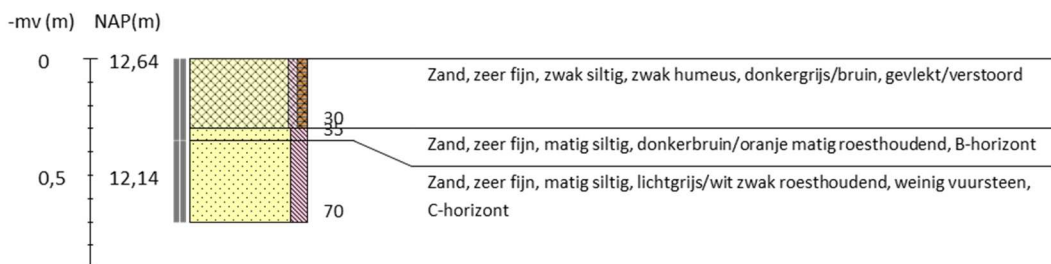 -mv (m) NAP(m)
0 12,64
Zand, zeer fijn, zwak siltig, zwak humeus, donkergrijs/bruin, gevlekt/verstoord
30
35
Zand, zeer fijn, matig siltig, donkerbruin/oranje matig roesthoudend, B-horizont
0,5 12,14
Zand, zeer fijn, matig siltig, lichtgrijs/wit zwak roesthoudend, weinig vuursteen,
C-horizont
70